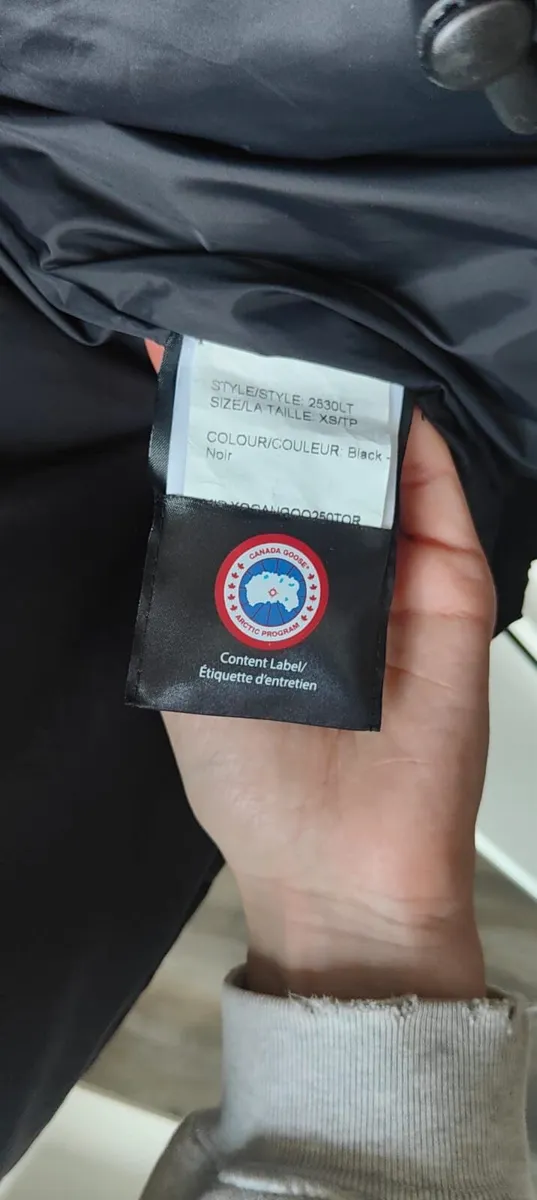 STYLE/STYLE: 2530LT
SIZE/LA TAILLE: XS/TP
COLOUR/COULEUR: Black -
Noir
CANADA GOOSE®
ARCTIC PROGRAM
Content Label/
Étiquette d'entretien